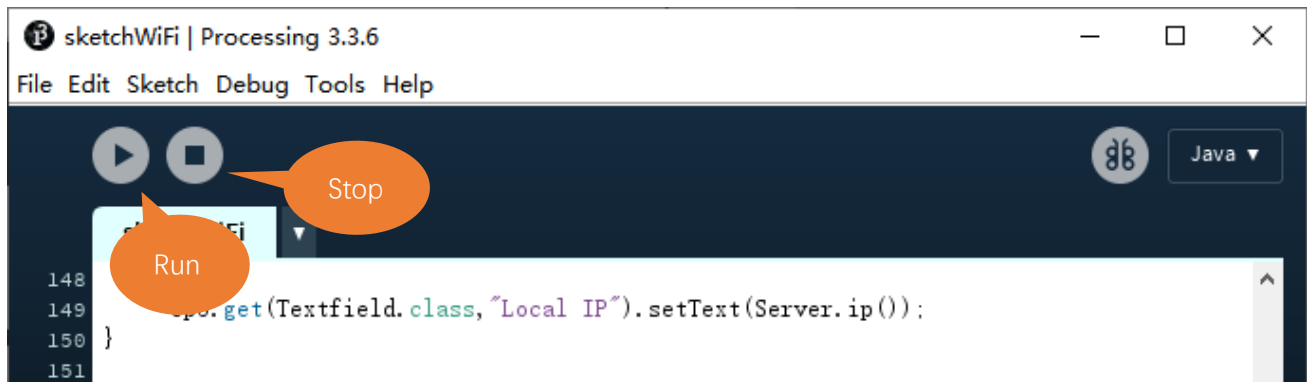 sketchWiFi | Processing 3.3.6
File Edit Sketch Debug Tools Help
Java ▼
Stop
Run
148
149 .get(Textfield.class,"Local IP").setText(Server.ip());
150 }
151